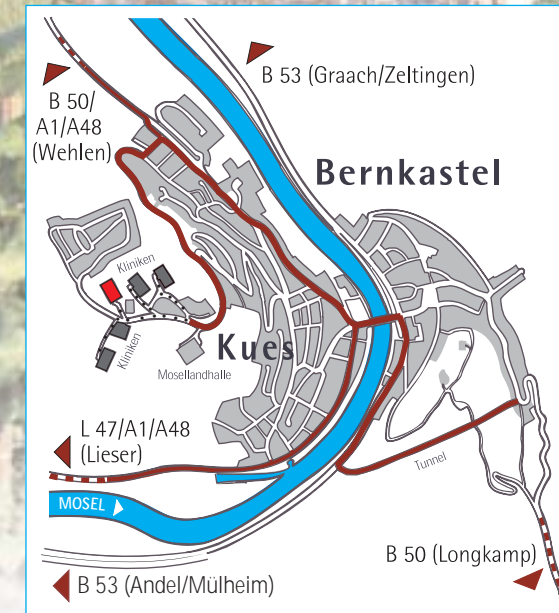 B 53 (Graach/Zeltingen)
B 50/
A1/A48
(Wehlen)
Bernkastel
Kliniken
Kliniken
Kues
Mosellandhalle
L 47/A1/A48
(Lieser)
Tunnel
MOSEL
B 50 (Longkamp)
B 53 (Andel/Mülheim)